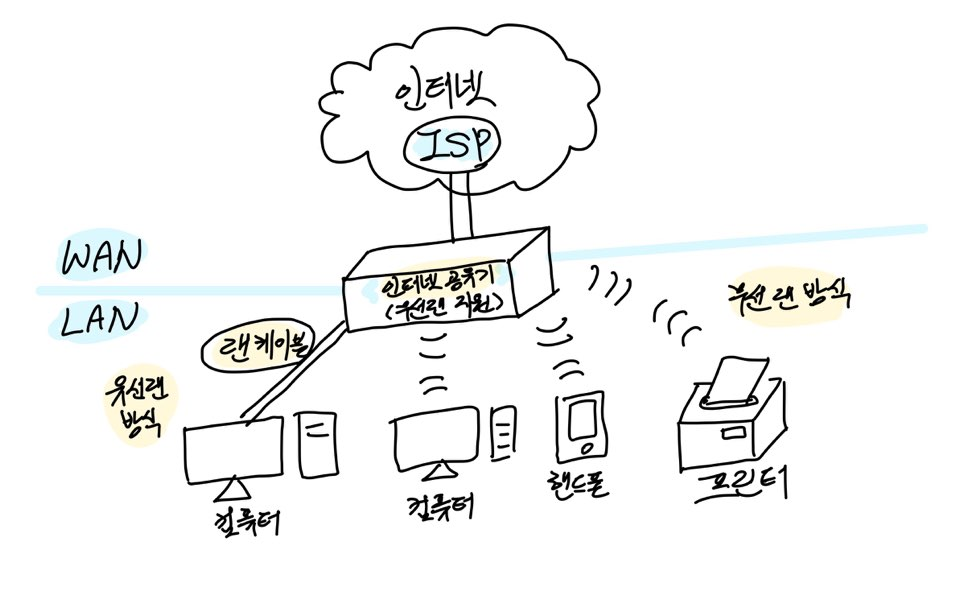 인터넷
ISP
WAN
LAN
인터넷 공유기
(무선랜 지원)
무선 랜 방식
랜 케이블
유선랜
방식
컴퓨터
컴퓨터
핸드폰
프린터